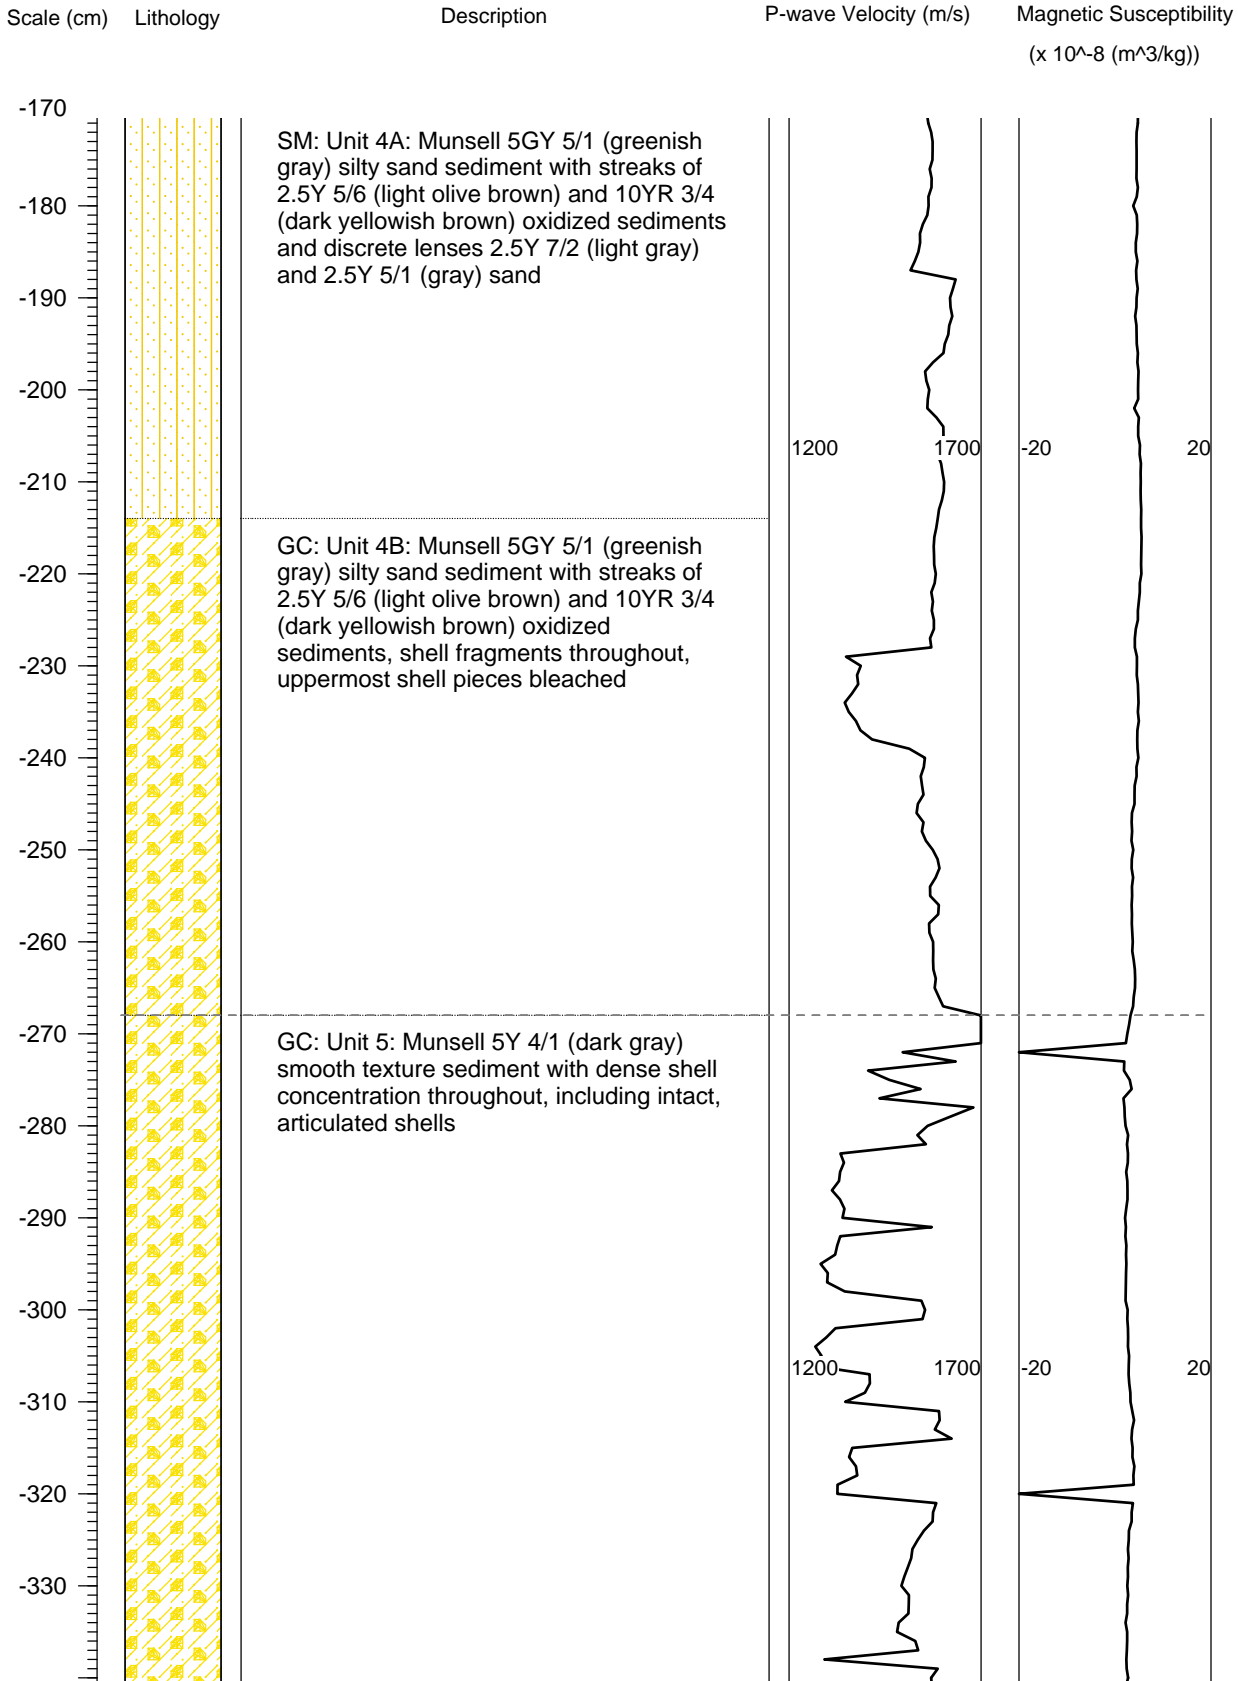 Scale (cm) Lithology Description P-wave Velocity (m/s) Magnetic Susceptibility
(x 10^-8 (m^3/kg))
-170
SM: Unit 4A: Munsell 5GY 5/1 (greenish
gray) silty sand sediment with streaks of
2.5Y 5/6 (light olive brown) and 10YR 3/4
-180
(dark yellowish brown) oxidized sediments
and discrete lenses 2.5Y 7/2 (light gray)
and 2.5Y 5/1 (gray) sand
-190
-200
1200 1700 -20 20
-210
GC: Unit 4B: Munsell 5GY 5/1 (greenish
gray) silty sand sediment with streaks of
-220
2.5Y 5/6 (light olive brown) and 10YR 3/4
(dark yellowish brown) oxidized
sediments, shell fragments throughout,
-230
uppermost shell pieces bleached
-240
-250
-260
-270
GC: Unit 5: Munsell 5Y 4/1 (dark gray)
smooth texture sediment with dense shell
concentration throughout, including intact,
articulated shells
-280
-290
-300
1200 1700 -20 20
-310
-320
-330